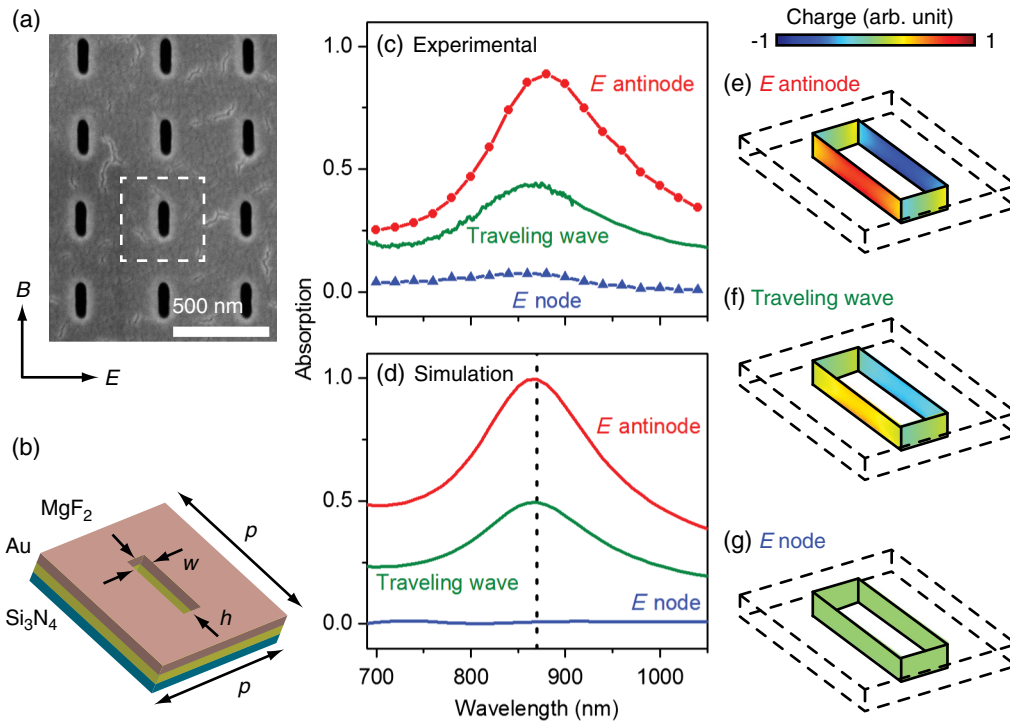 (a)
500 nm
B
E
(b)
MgF2
Au
Si3N4
p
w
h
p
Absorption
(c) Experimental
1.0
0.5
0.0
E antinode
Traveling wave
E node
(d) Simulation
1.0
0.5
0.0
E antinode
Traveling wave
E node
700 800 900 1000
Wavelength (nm)
Charge (arb. unit)
-1 1
(e) E antinode
(f) Traveling wave
(g) E node